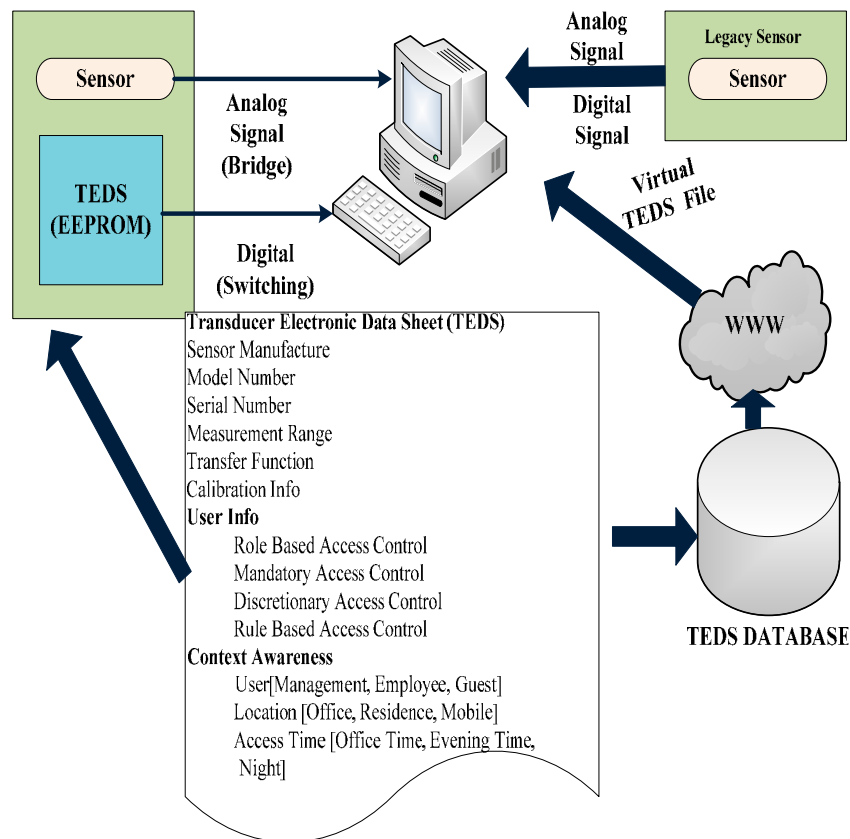 Sensor
TEDS
(EEPROM)
Analog
Signal
(Bridge)
Digital
(Switching)
Analog
Signal
Digital
Signal
Legacy Sensor
Sensor
Virtual
TEDS File
WWW
TEDS DATABASE
Transducer Electronic Data Sheet (TEDS)
Sensor Manufacture
Model Number
Serial Number
Measurement Range
Transfer Function
Calibration Info
User Info
Role Based Access Control
Mandatory Access Control
Discretionary Access Control
Rule Based Access Control
Context Awareness
User[Management, Employee, Guest]
Location [Office, Residence, Mobile]
Access Time [Office Time, Evening Time,
Night]